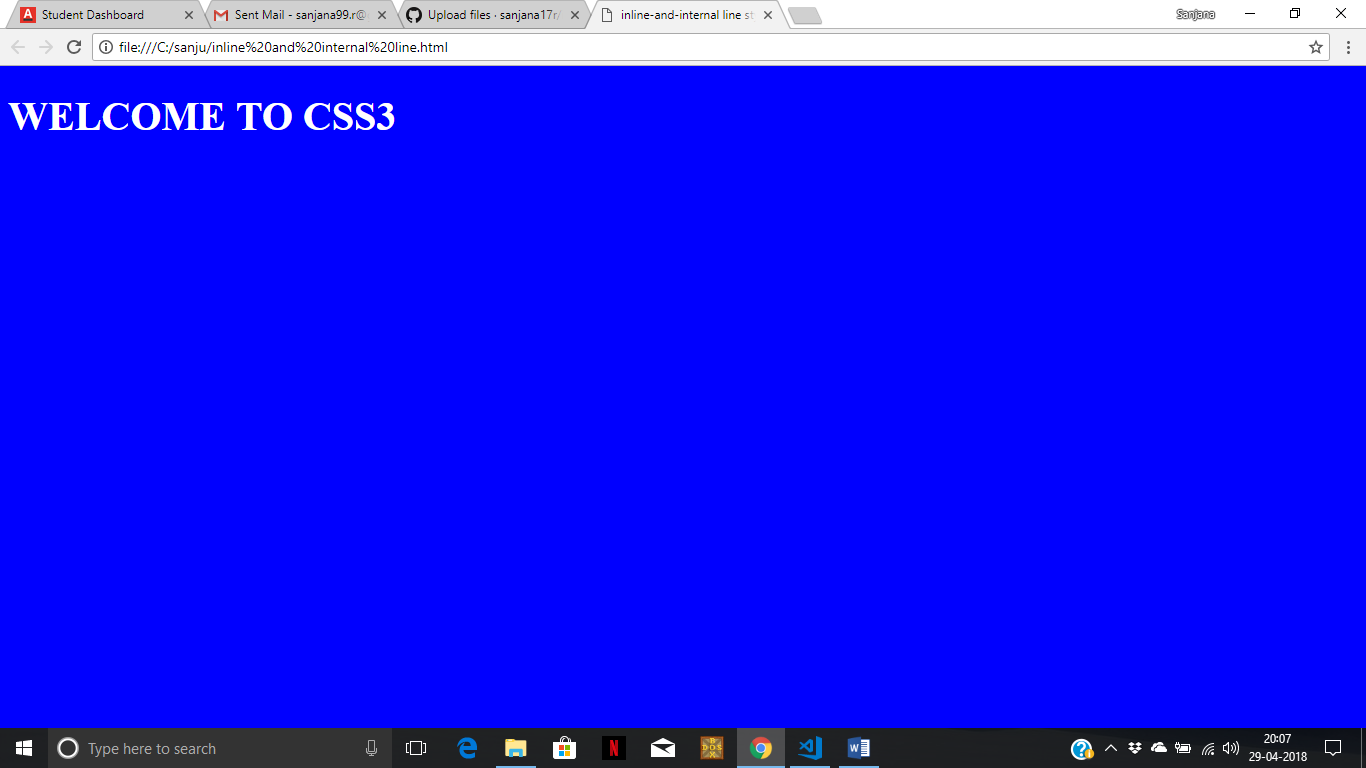 Student Dashboard
Sent Mail - sanjana99.r@
Upload files · sanjana17r/
inline-and-internal line st
Sanjana
file:///C:/sanju/inline%20and%20internal%20line.html
WELCOME TO CSS3
Type here to search
20:07
29-04-2018